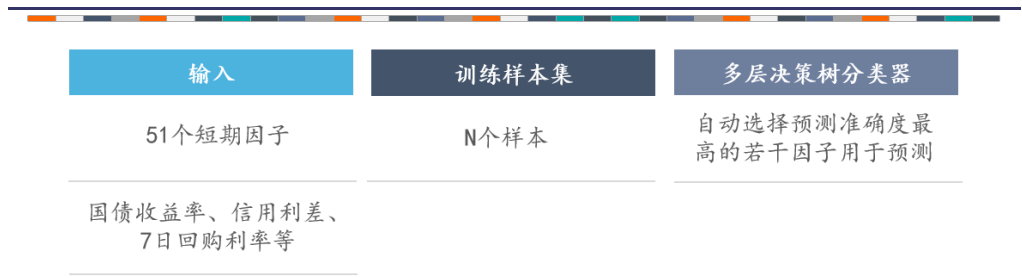 输入
训练样本集
多层决策树分类器
51个短期因子
N个样本
自动选择预测准确度最
高的若干因子用于预测
国债收益率、信用利差、
7日回购利率等